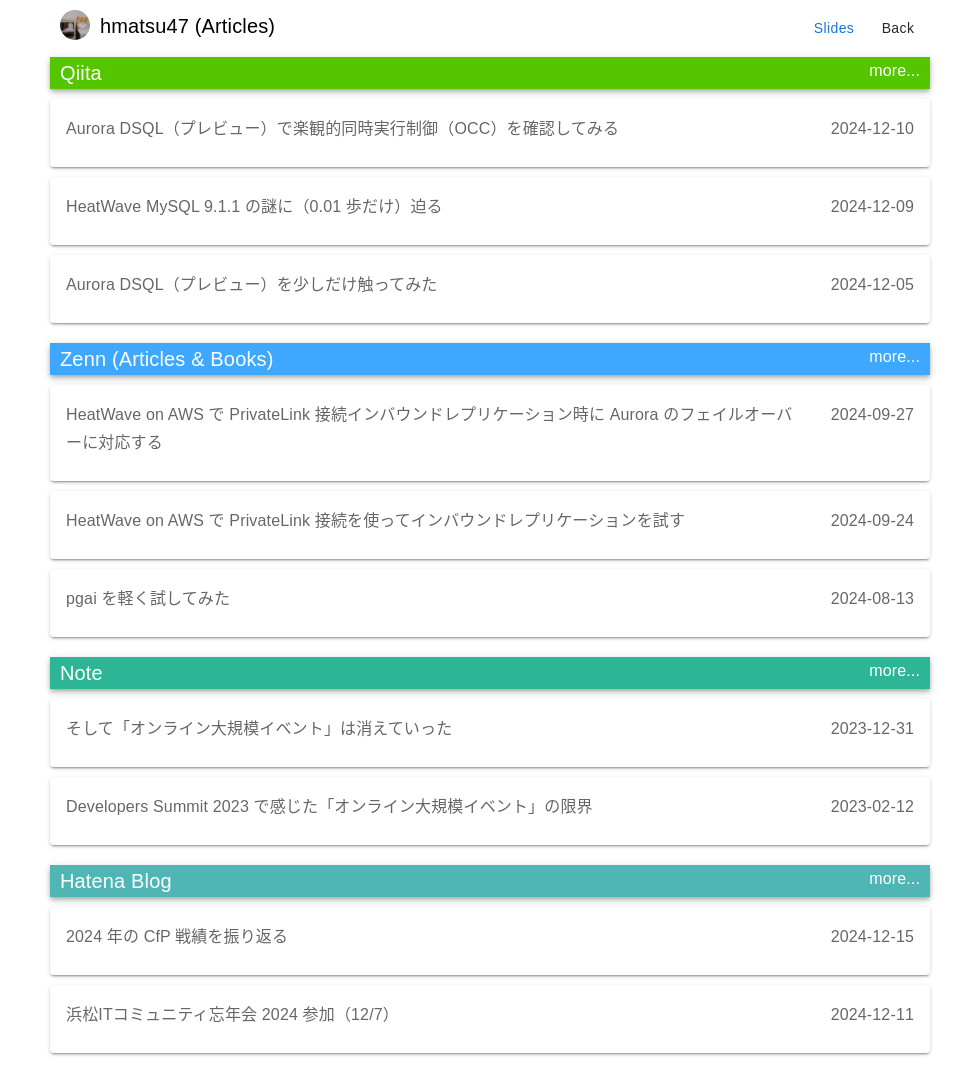 hmatsu47 (Articles)
Slides
Back
Qiita
more...
Aurora DSQL（プレビュー）で楽観的同時実行制御（OCC）を確認してみる
2024-12-10
HeatWave MySQL 9.1.1 の謎に（0.01 歩だけ）迫る
2024-12-09
Aurora DSQL（プレビュー）を少しだけ触ってみた
2024-12-05
Zenn (Articles & Books)
more...
HeatWave on AWS で PrivateLink 接続インバウンドレプリケーション時に Aurora のフェイルオーバ
ーに対応する
2024-09-27
HeatWave on AWS で PrivateLink 接続を使ってインバウンドレプリケーションを試す
2024-09-24
pgai を軽く試してみた
2024-08-13
Note
more...
そして「オンライン大規模イベント」は消えていった
2023-12-31
Developers Summit 2023 で感じた「オンライン大規模イベント」の限界
2023-02-12
Hatena Blog
more...
2024 年の CfP 戦績を振り返る
2024-12-15
浜松ITコミュニティ忘年会 2024 参加（12/7）
2024-12-11